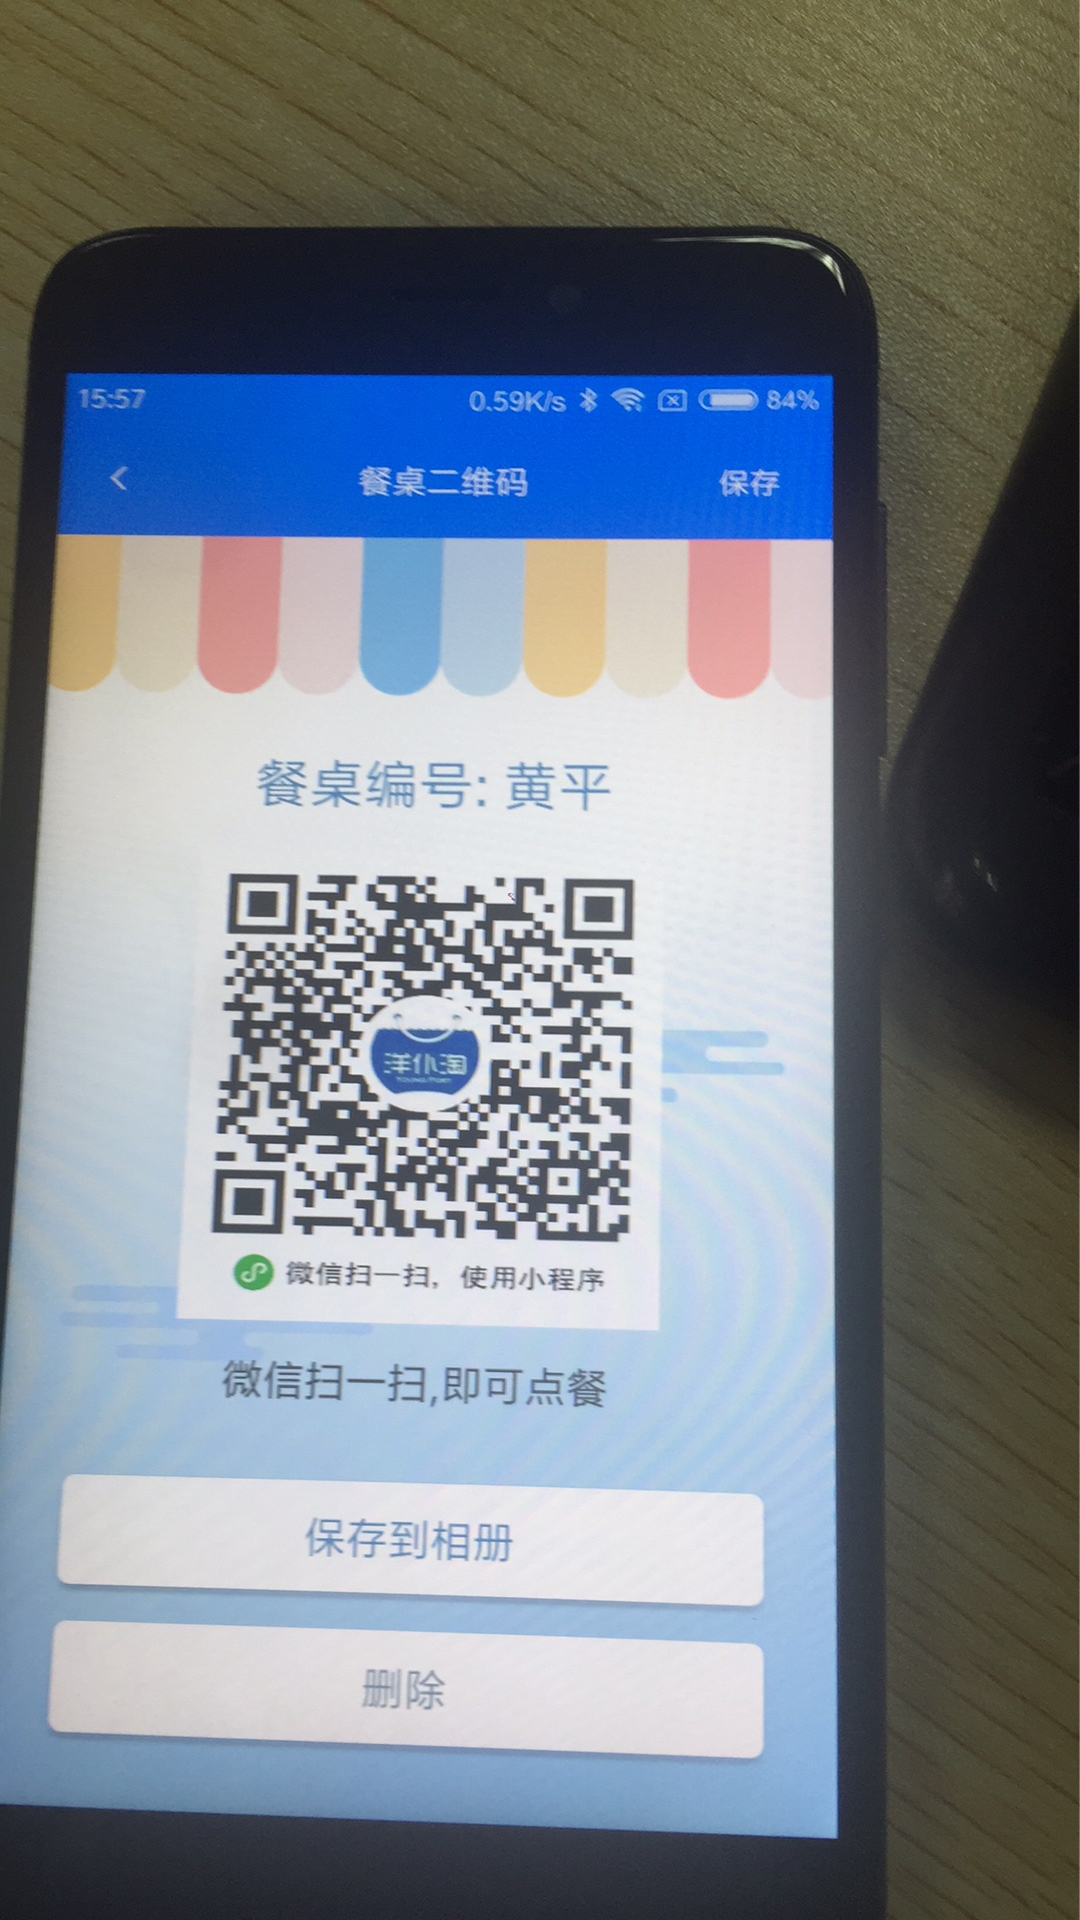 15:57 0.59K/s 84%
餐桌二维码 保存
餐桌编号: 黄平
洋仆淘
微信扫一扫，使用小程序
微信扫一扫,即可点餐
保存到相册
删除